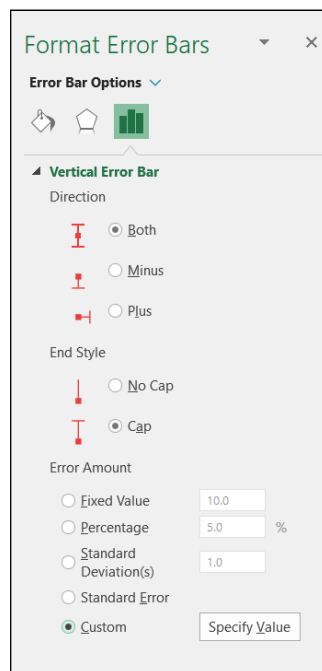 Format Error Bars
Error Bar Options
Vertical Error Bar
Direction
Both
Minus
Plus
End Style
No Cap
Cap
Error Amount
Fixed Value 10.0
Percentage 5.0 %
Standard
Deviation(s) 1.0
Standard Error
Custom Specify Value